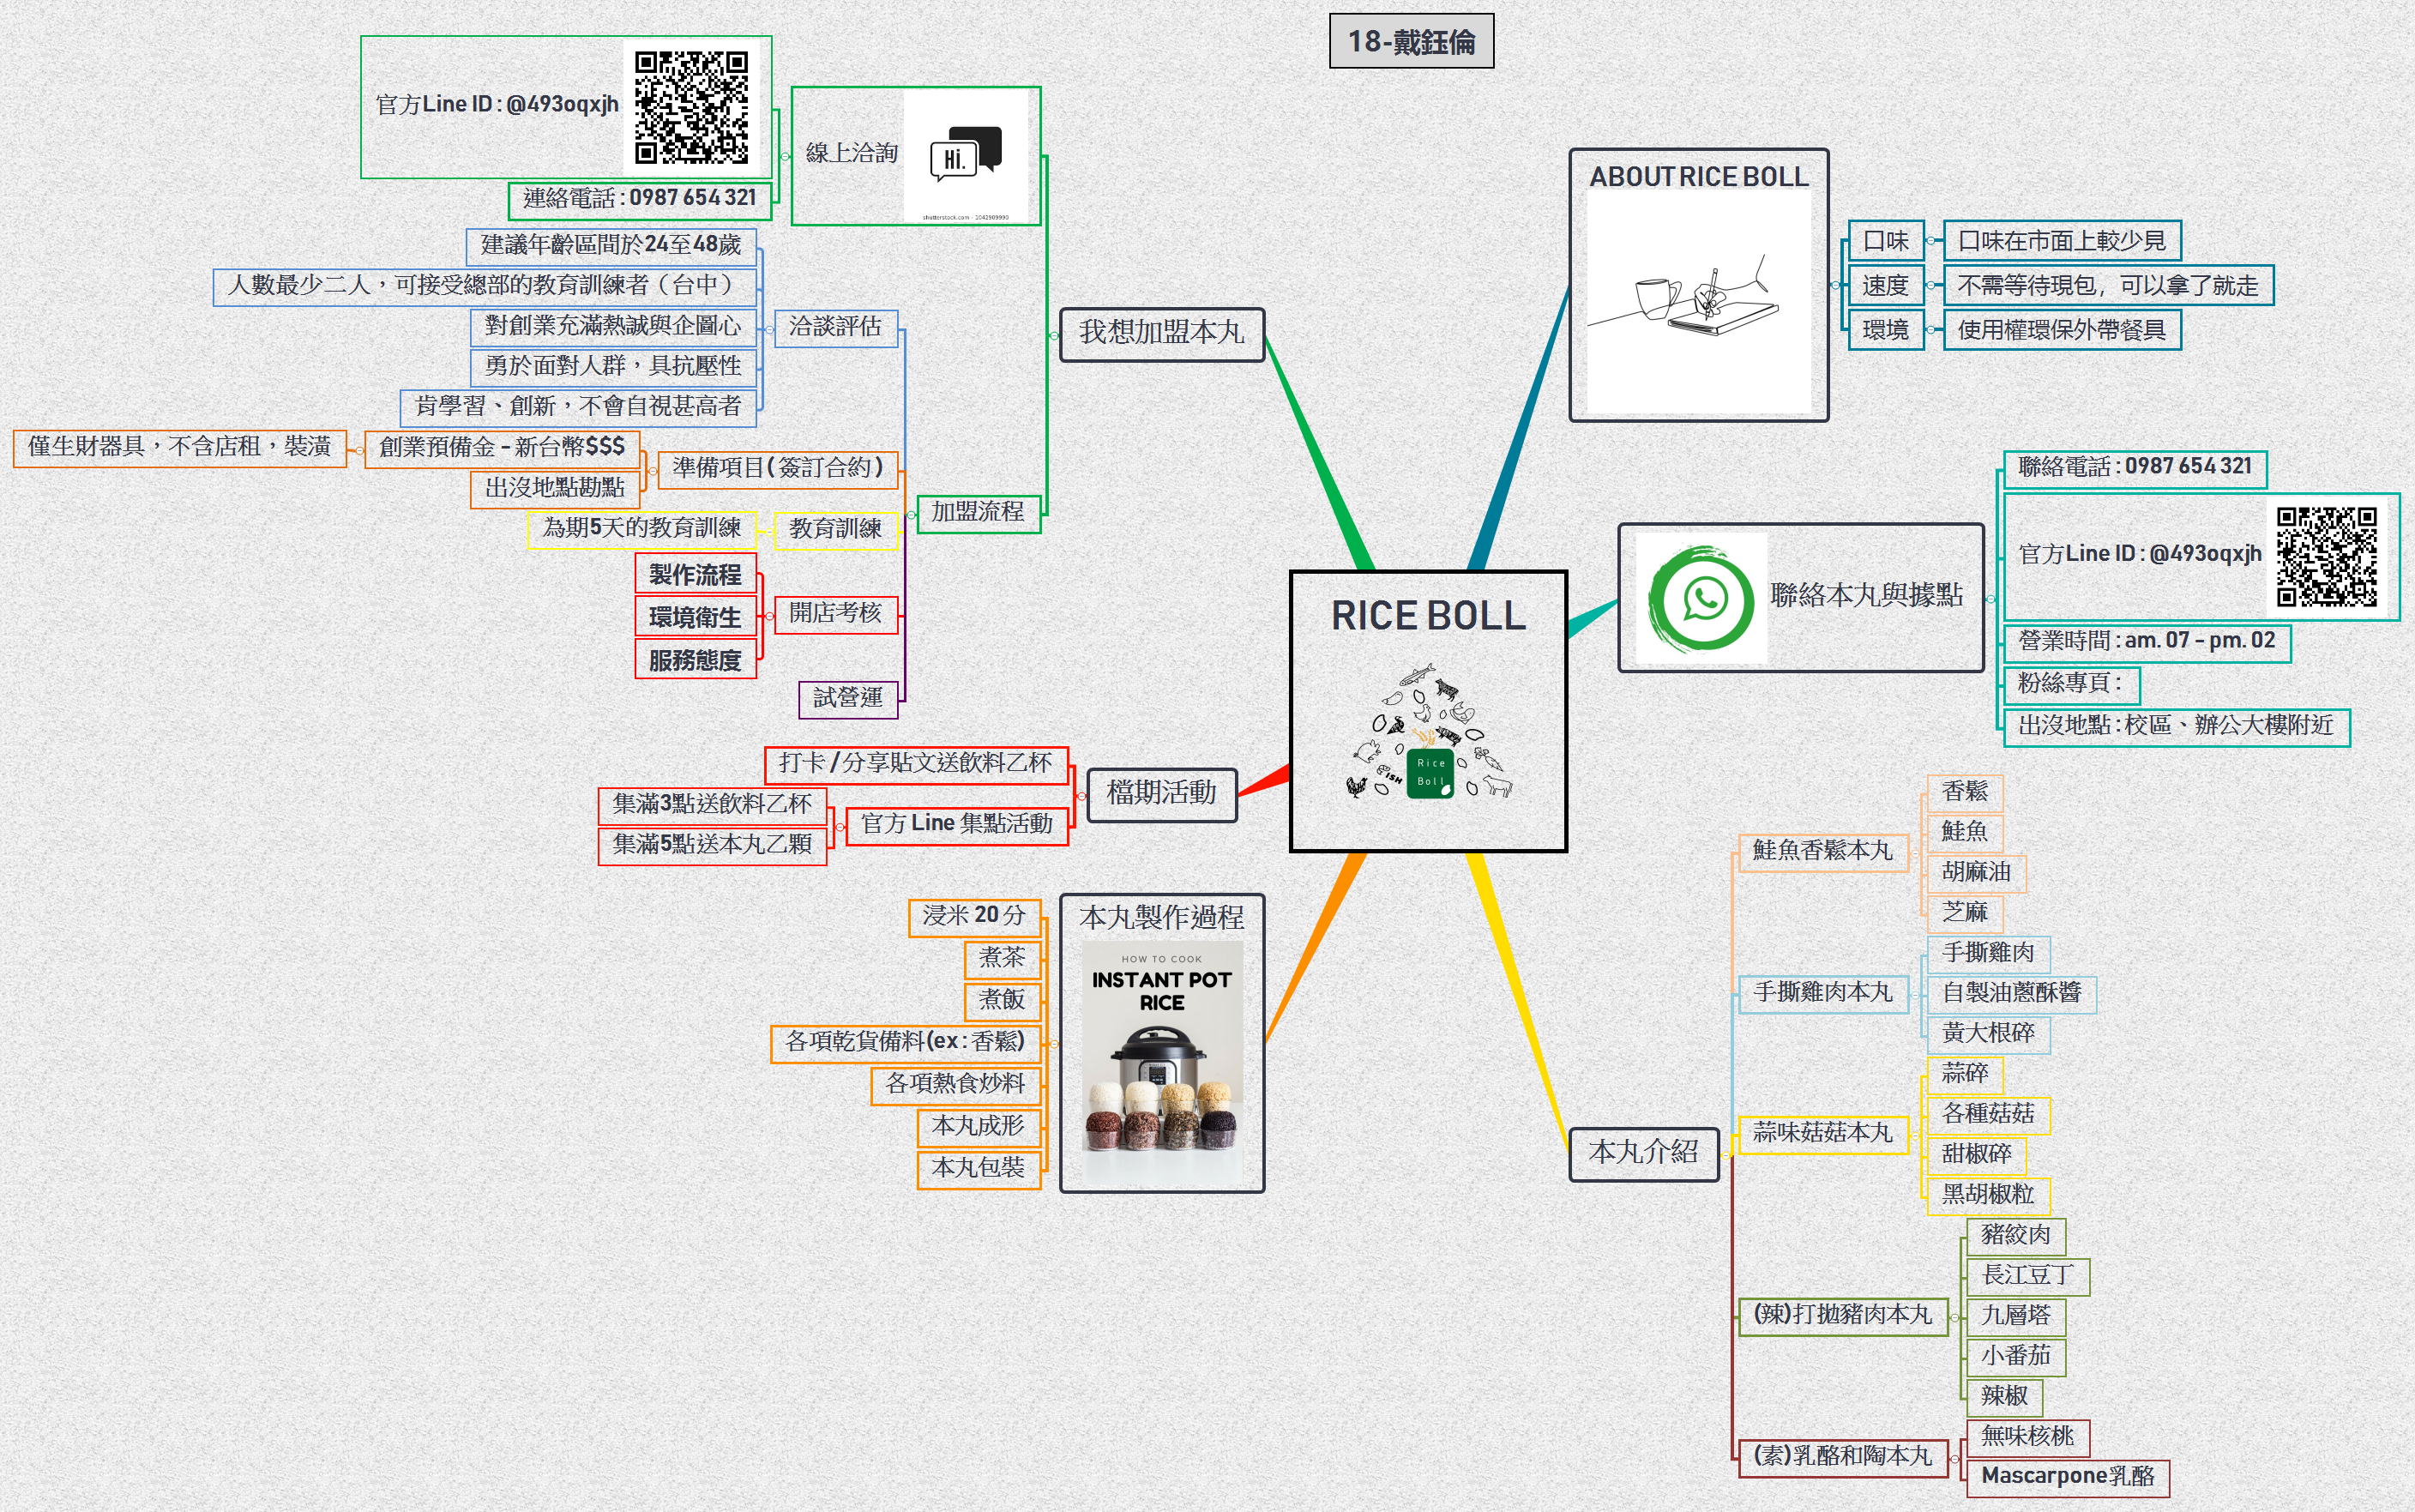 18-戴鈺倫
RICE BOLL
Rice
Boll
ISH
ABOUT RICE BOLL
口味
口味在市面上較少見
速度
不需等待現包，可以拿了就走
環境
使用權環保外帶餐具
聯絡本丸與據點
聯絡電話 : 0987 654 321
官方Line ID : @493oqxjh
營業時間 : am. 07 – pm. 02
粉絲專頁 :
出沒地點 : 校區、辦公大樓附近
本丸介紹
鮭魚香鬆本丸
香鬆
鮭魚
胡麻油
芝麻
手撕雞肉本丸
手撕雞肉
自製油蔥酥醬
黃大根碎
蒜味菇菇本丸
蒜碎
各種菇菇
甜椒碎
黑胡椒粒
(辣)打拋豬肉本丸
豬絞肉
長江豆丁
九層塔
小番茄
辣椒
(素)乳酪和陶本丸
無味核桃
Mascarpone乳酪
我想加盟本丸
線上洽詢
Hi.
shutterstock.com · 1042909990
官方Line ID : @493oqxjh
連絡電話 : 0987 654 321
加盟流程
洽談評估
建議年齡區間於24至48歲
人數最少二人，可接受總部的教育訓練者（台中）
對創業充滿熱誠與企圖心
勇於面對人群，具抗壓性
肯學習、創新，不會自視甚高者
準備項目( 簽訂合約 )
創業預備金 – 新台幣$$$
僅生財器具，不含店租，裝潢
出沒地點勘點
教育訓練
為期5天的教育訓練
開店考核
製作流程
環境衛生
服務態度
試營運
檔期活動
打卡 / 分享貼文送飲料乙杯
官方 Line 集點活動
集滿3點送飲料乙杯
集滿5點送本丸乙顆
本丸製作過程
HOW TO COOK
INSTANT POT
RICE
浸米 20 分
煮茶
煮飯
各項乾貨備料(ex : 香鬆)
各項熱食炒料
本丸成形
本丸包裝